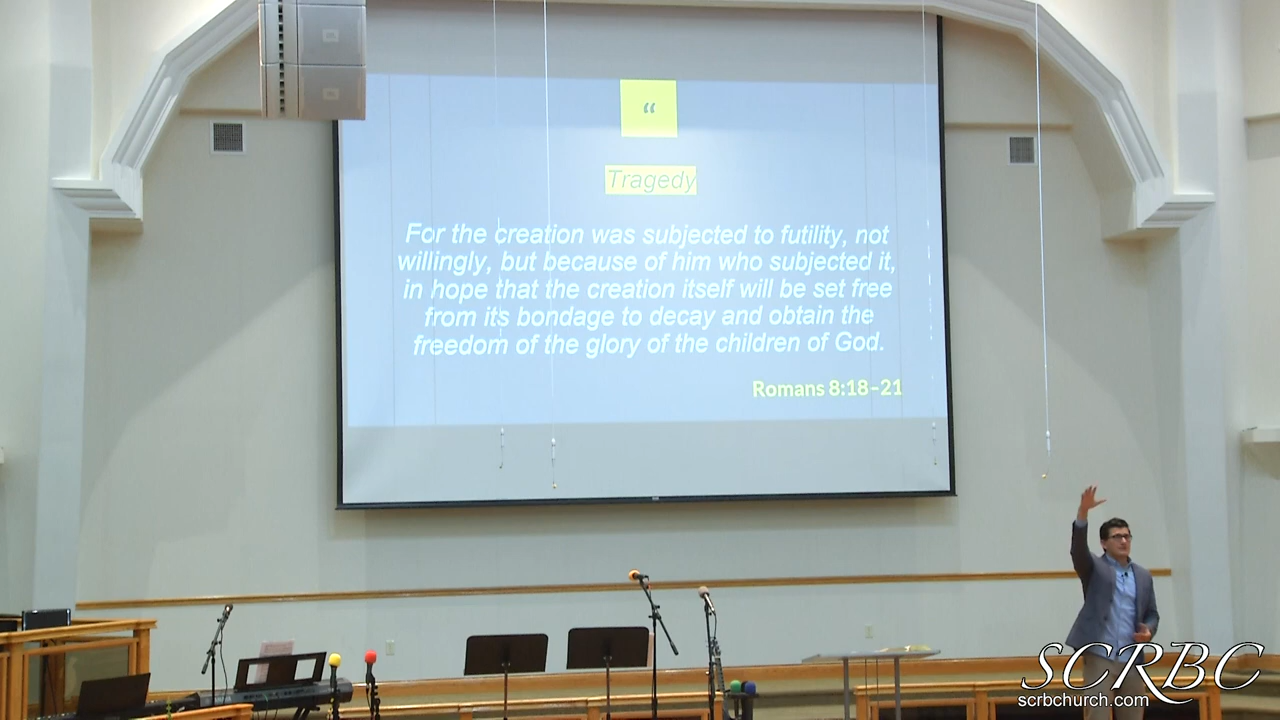 “
Tragedy
For the creation was subjected to futility, not
willingly, but because of him who subjected it,
in hope that the creation itself will be set free
from its bondage to decay and obtain the
freedom of the glory of the children of God.
Romans 8:18–21
SCRBC
scrbchurch.com